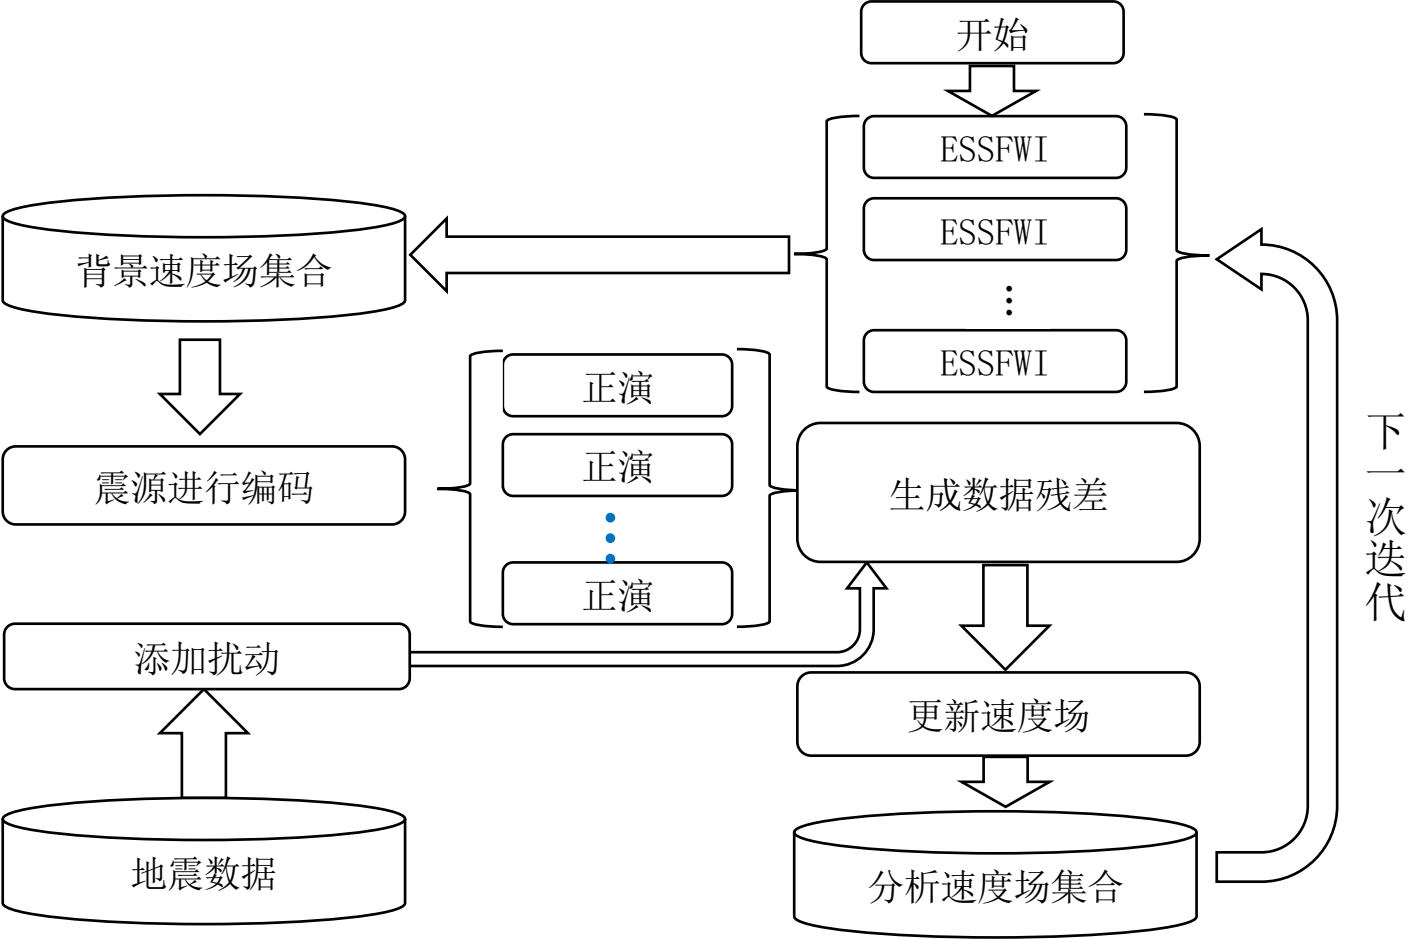 开始
ESSFWI
ESSFWI
ESSFWI
背景速度场集合
震源进行编码
正演
正演
正演
生成数据残差
下一次迭代
添加扰动
更新速度场
地震数据
分析速度场集合